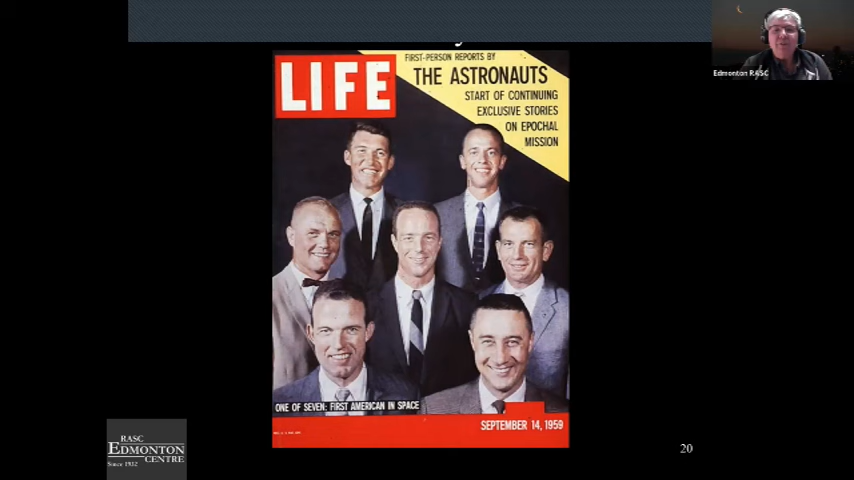 LIFE
FIRST-PERSON REPORTS BY
THE ASTRONAUTS
START OF CONTINUING
EXCLUSIVE STORIES
ON EPOCHAL
MISSION
ONE OF SEVEN: FIRST AMERICAN IN SPACE
SEPTEMBER 14, 1959
Edmonton RASC
RASC
EDMONTON
CENTRE
Since 1932
20